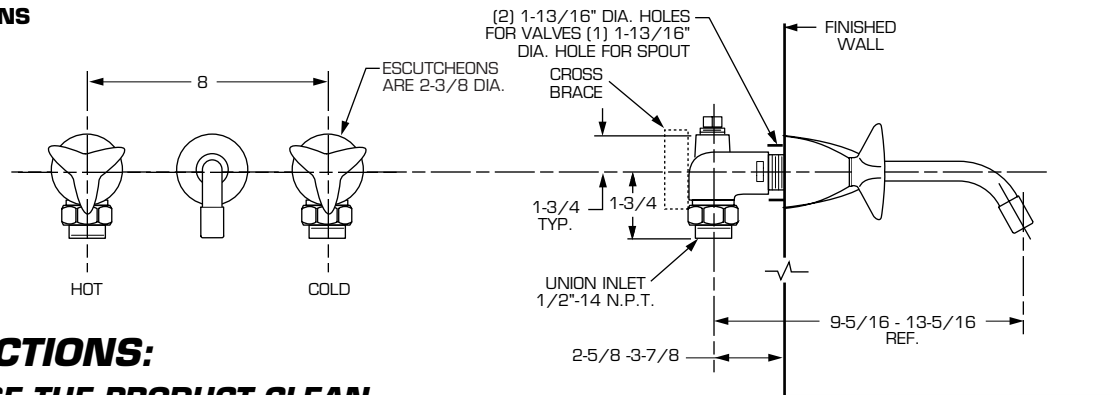 NS
(2) 1-13/16" DIA. HOLES
FOR VALVES (1) 1-13/16"
DIA. HOLE FOR SPOUT
FINISHED
WALL
ESCUTCHEONS
ARE 2-3/8 DIA.
CROSS
BRACE
8
1-3/4
TYP.
1-3/4
HOT
COLD
UNION INLET
1/2"-14 N.P.T.
9-5/16 - 13-5/16
REF.
2-5/8 -3-7/8
CTIONS: